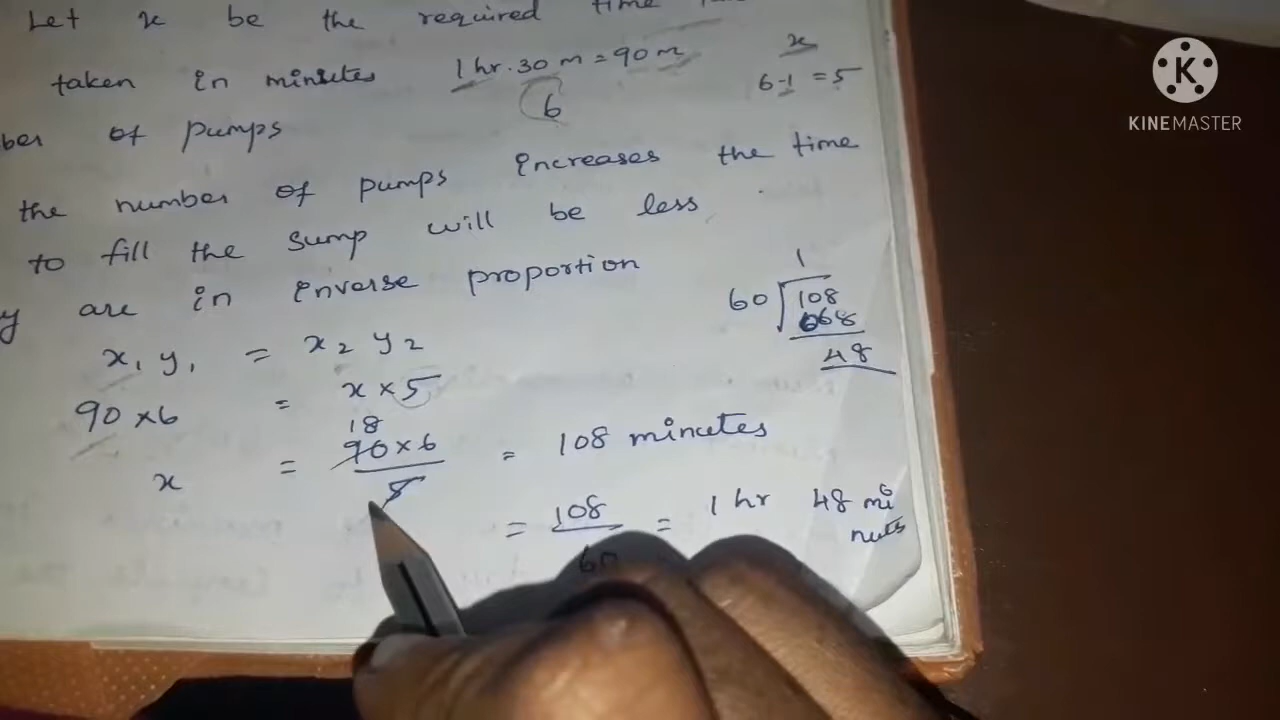 Let x be the required time
taken in minutes 1 hr. 30 m = 90 m x
6 6-1 = 5
of pumps
the number of pumps increases the time
to fill the sump will be less
y are in inverse proportion
x₁ y₁ = x₂ y₂
90 × 6 = x × 5
18
x = 90 × 6 / 5 = 108 minutes
= 108 / 60 = 1 hr 48 mi
nuts
1
60 108
48
K
KINEMASTER